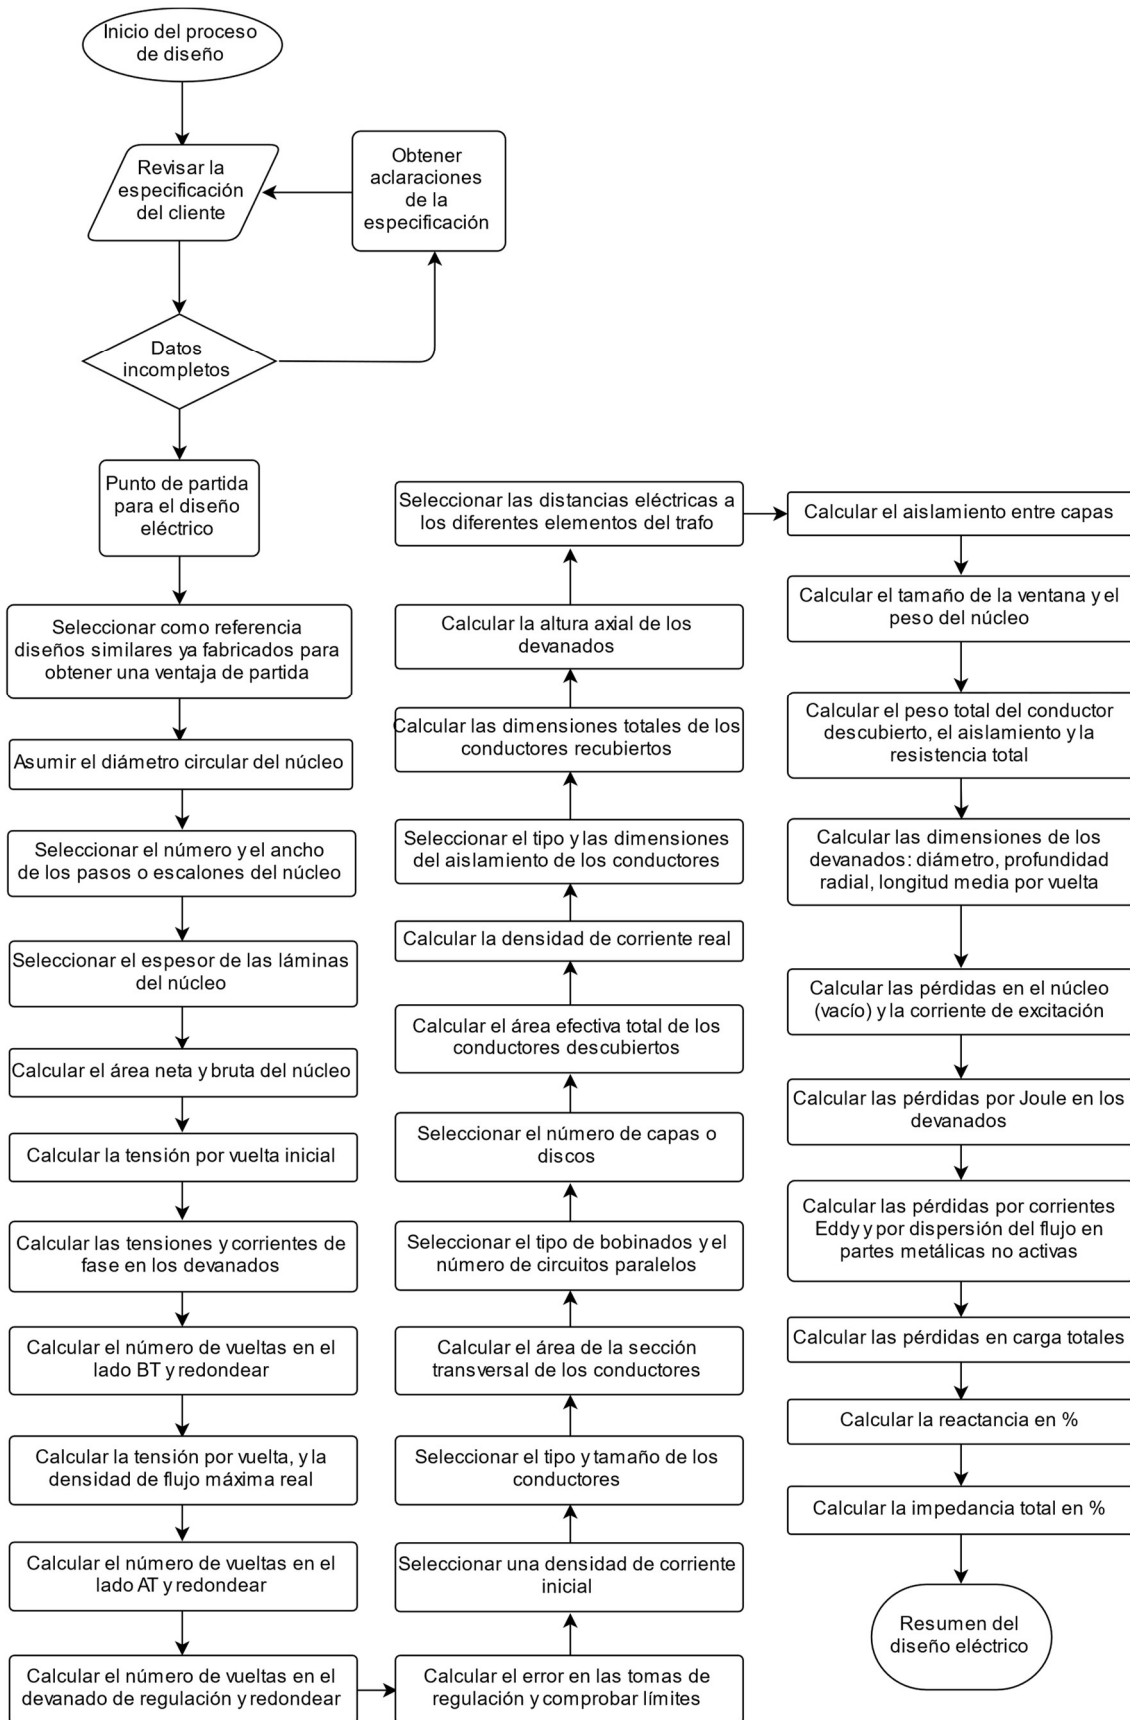 Inicio del proceso
de diseño
Revisar la
especificación
del cliente
Obtener
aclaraciones
de la
especificación
Datos
incompletos
Punto de partida
para el diseño
eléctrico
Seleccionar como referencia
diseños similares ya fabricados para
obtener una ventaja de partida
Asumir el diámetro circular del núcleo
Seleccionar el número y el ancho
de los pasos o escalones del núcleo
Seleccionar el espesor de las láminas
del núcleo
Calcular el área neta y bruta del núcleo
Calcular la tensión por vuelta inicial
Calcular las tensiones y corrientes de
fase en los devanados
Calcular el número de vueltas en el
lado BT y redondear
Calcular la tensión por vuelta, y la
densidad de flujo máxima real
Calcular el número de vueltas en el
lado AT y redondear
Calcular el número de vueltas en el
devanado de regulación y redondear
Calcular el error en las tomas de
regulación y comprobar límites
Seleccionar una densidad de corriente
inicial
Seleccionar el tipo y tamaño de los
conductores
Calcular el área de la sección
transversal de los conductores
Seleccionar el tipo de bobinados y el
número de circuitos paralelos
Seleccionar el número de capas o
discos
Calcular el área efectiva total de los
conductores descubiertos
Calcular la densidad de corriente real
Seleccionar el tipo y las dimensiones
del aislamiento de los conductores
Calcular las dimensiones totales de los
conductores recubiertos
Calcular la altura axial de los
devanados
Seleccionar las distancias eléctricas a
los diferentes elementos del trafo
Calcular el aislamiento entre capas
Calcular el tamaño de la ventana y el
peso del núcleo
Calcular el peso total del conductor
descubierto, el aislamiento y la
resistencia total
Calcular las dimensiones de los
devanados: diámetro, profundidad
radial, longitud media por vuelta
Calcular las pérdidas en el núcleo
(vacío) y la corriente de excitación
Calcular las pérdidas por Joule en los
devanados
Calcular las pérdidas por corrientes
Eddy y por dispersión del flujo en
partes metálicas no activas
Calcular las pérdidas en carga totales
Calcular la reactancia en %
Calcular la impedancia total en %
Resumen del
diseño eléctrico